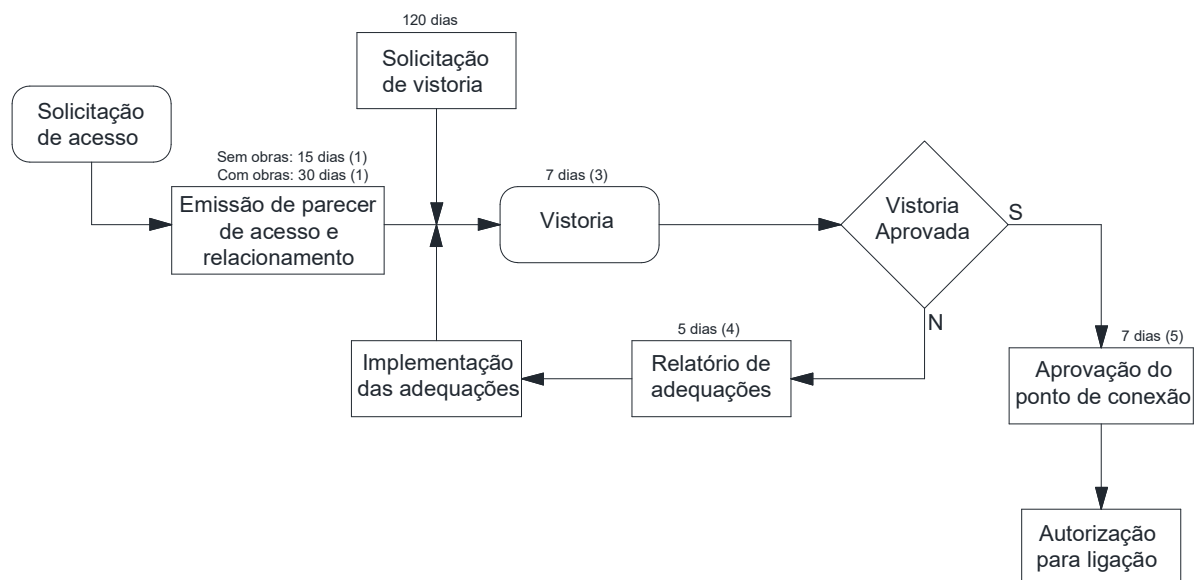 120 dias
Solicitação
de vistoria
Solicitação
de acesso
Sem obras: 15 dias (1)
Com obras: 30 dias (1)
Emissão de parecer
de acesso e
relacionamento
7 dias (3)
Vistoria
Vistoria
Aprovada
S
N
5 dias (4)
Relatório de
adequações
Implementação
das adequações
7 dias (5)
Aprovação do
ponto de conexão
Autorização
para ligação